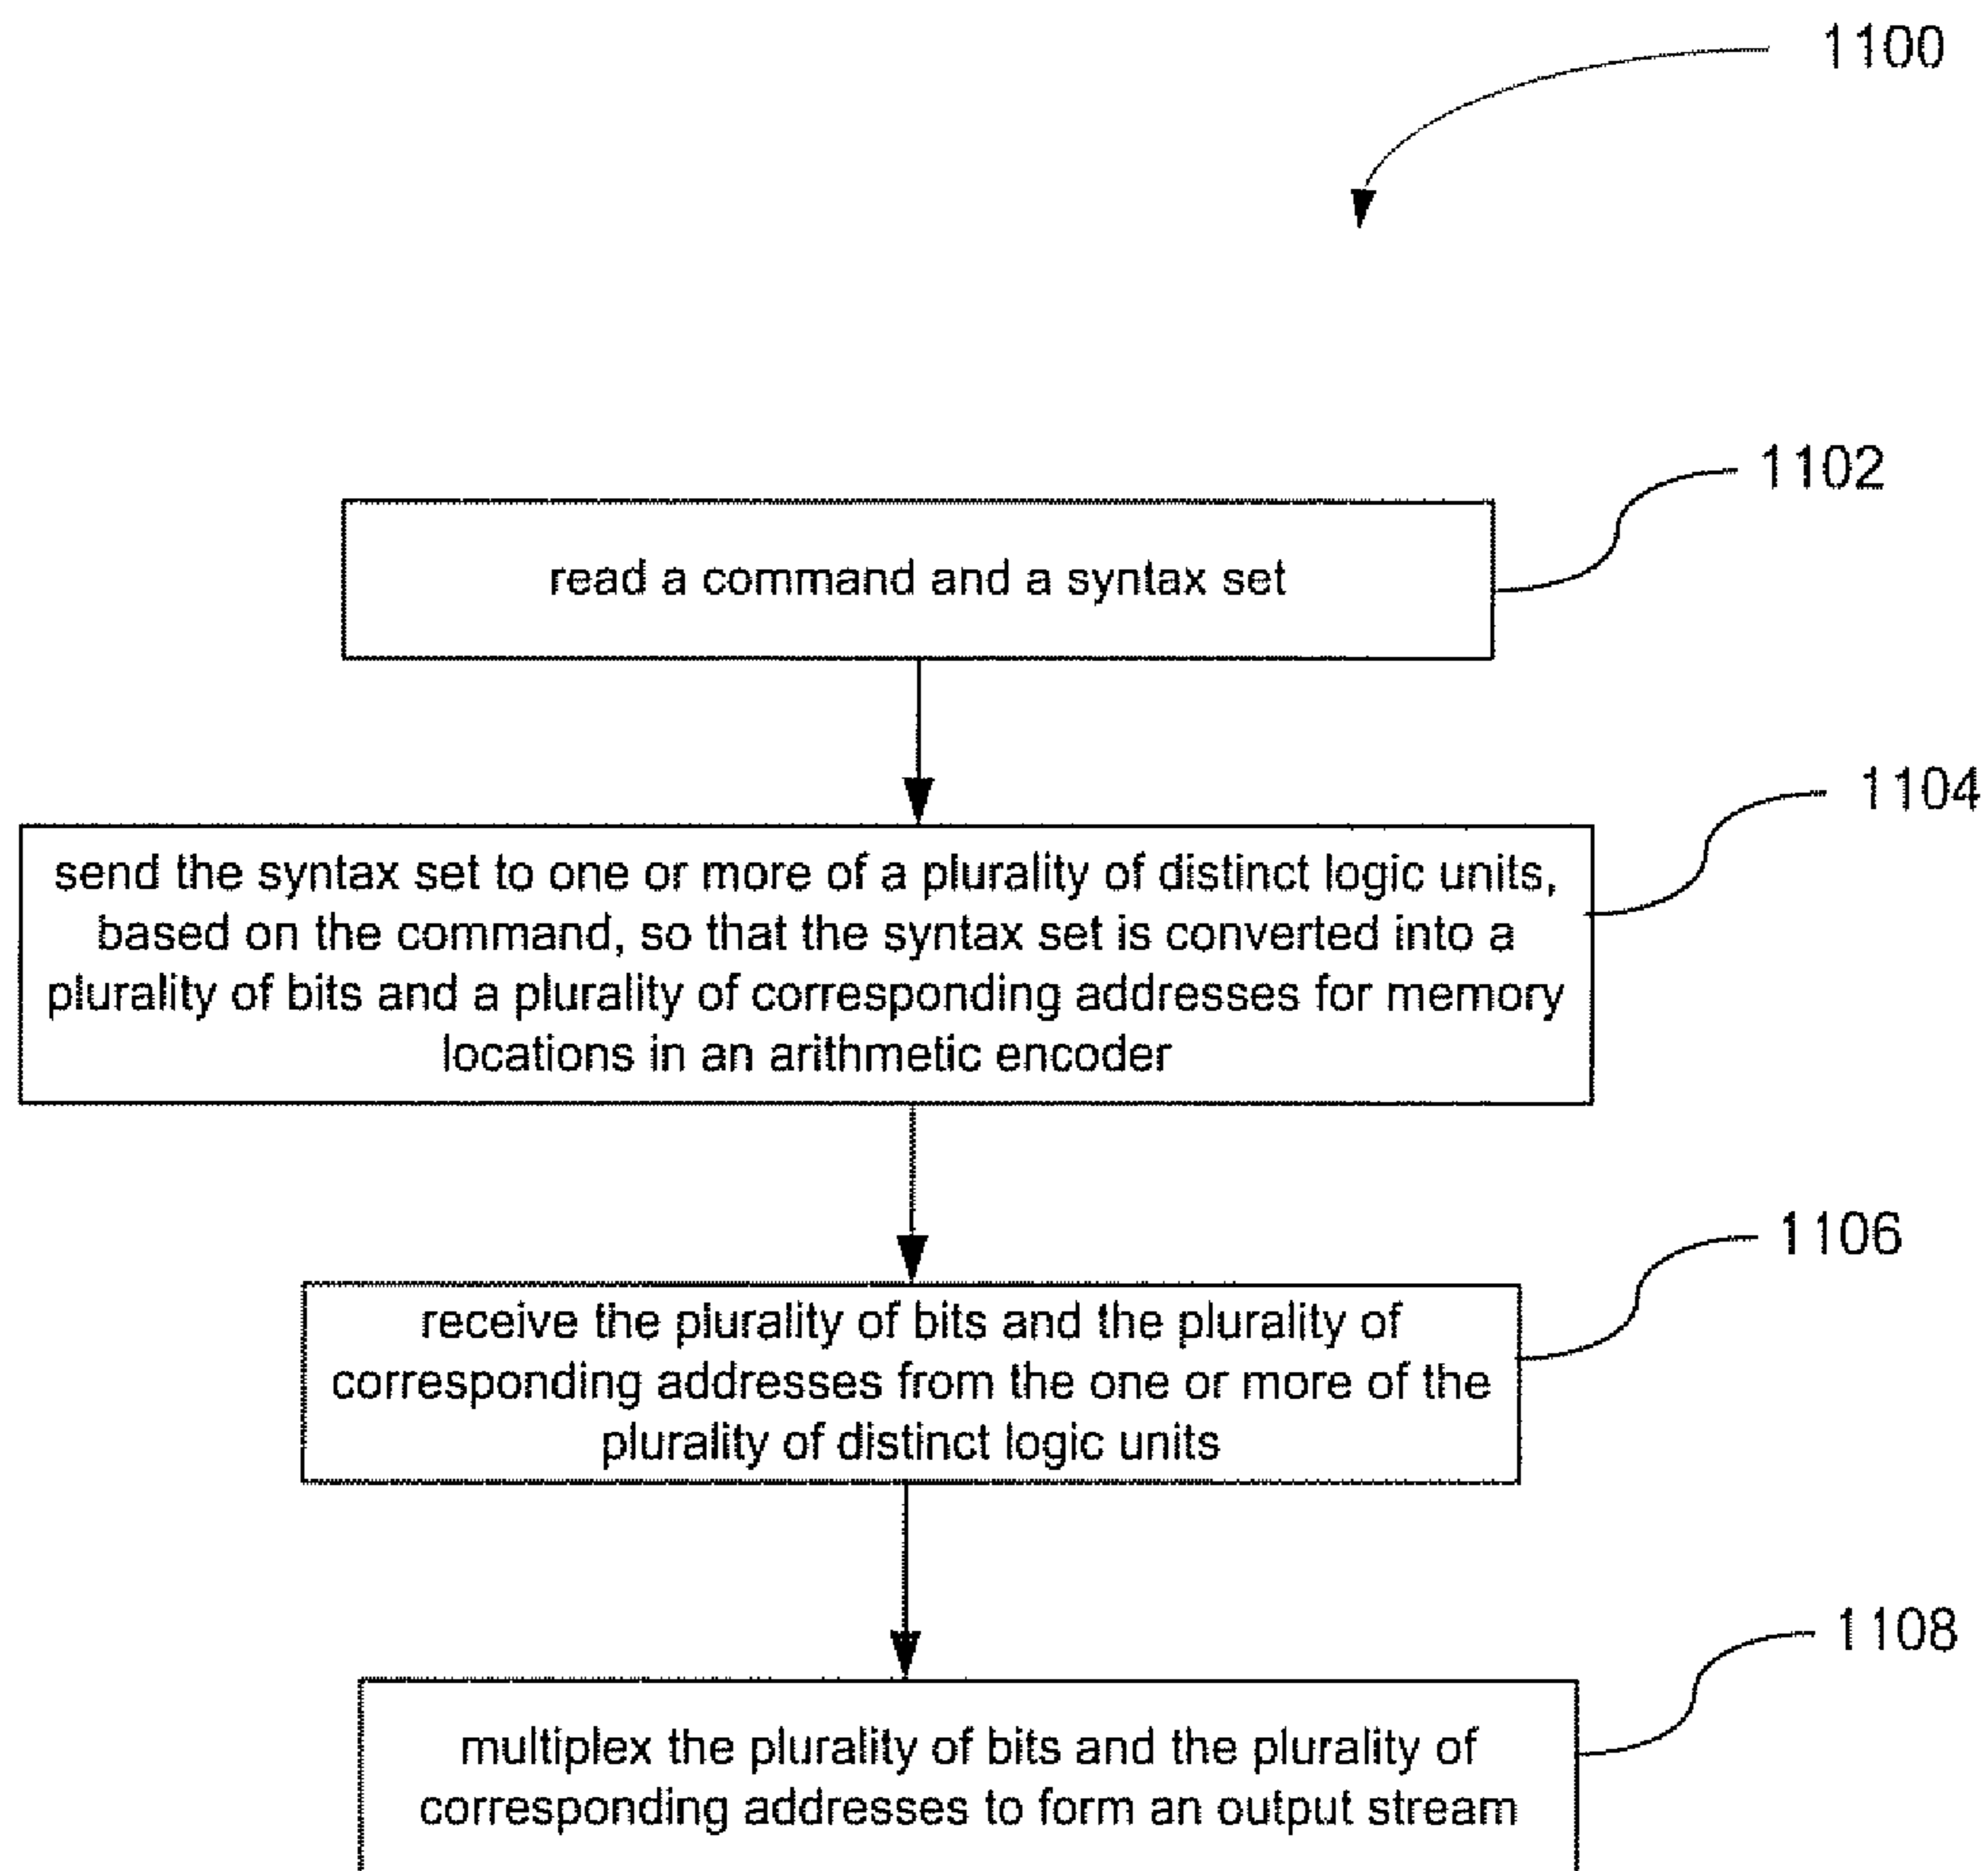 1100
1102
read a command and a syntax set
1104
send the syntax set to one or more of a plurality of distinct logic units,
based on the command, so that the syntax set is converted into a
plurality of bits and a plurality of corresponding addresses for memory
locations in an arithmetic encoder
1106
receive the plurality of bits and the plurality of
corresponding addresses from the one or more of the
plurality of distinct logic units
1108
multiplex the plurality of bits and the plurality of
corresponding addresses to form an output stream